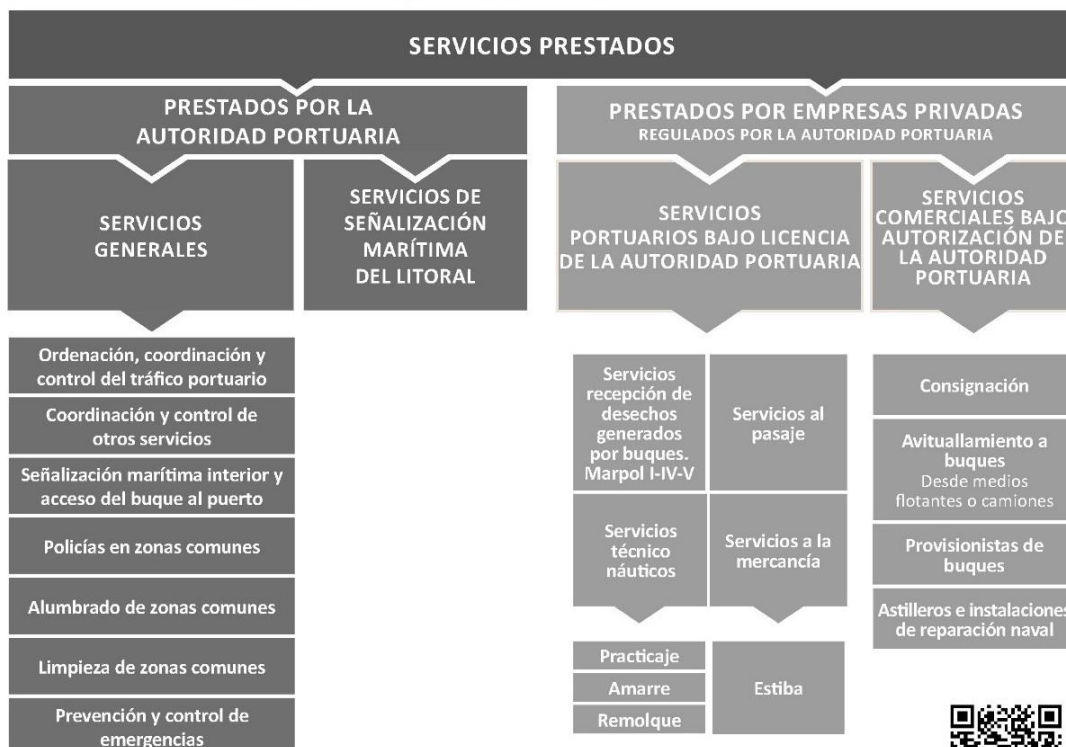 SERVICIOS PRESTADOS
PRESTADOS POR LA
AUTORIDAD PORTUARIA
PRESTADOS POR EMPRESAS PRIVADAS
REGULADOS POR LA AUTORIDAD PORTUARIA
SERVICIOS
GENERALES
SERVICIOS DE
SEÑALIZACIÓN
MARÍTIMA
DEL LITORAL
SERVICIOS
PORTUARIOS BAJO LICENCIA
DE LA AUTORIDAD PORTUARIA
SERVICIOS
COMERCIALES BAJO
AUTORIZACIÓN DE
LA AUTORIDAD
PORTUARIA
Ordenación, coordinación y
control del tráfico portuario
Coordinación y control de
otros servicios
Señalización marítima interior y
acceso del buque al puerto
Policías en zonas comunes
Alumbrado de zonas comunes
Limpieza de zonas comunes
Prevención y control de
emergencias
Servicios
recepción de
desechos
generados
por buques.
Marpol I-IV-V
Servicios al
pasaje
Servicios
técnico
náuticos
Servicios a la
mercancía
Practicaje
Amarre
Remolque
Estiba
Consignación
Avituallamiento a
buques
Desde medios
flotantes o camiones
Provisionistas de
buques
Astilleros e instalaciones
de reparación naval